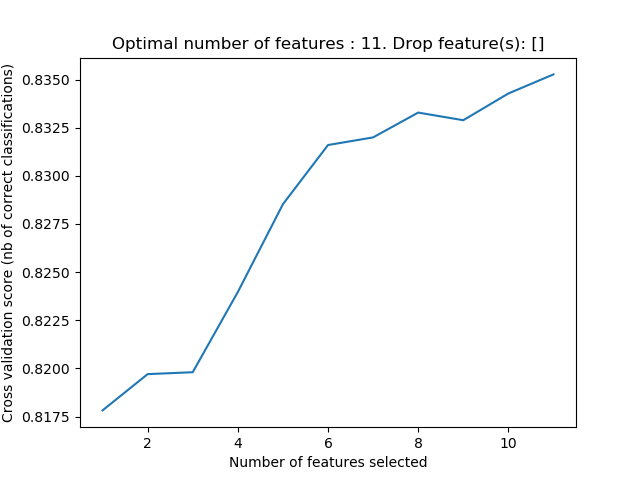 Optimal number of features : 11. Drop feature(s): []
Cross validation score (nb of correct classifications)
0.8350
0.8325
0.8300
0.8275
0.8250
0.8225
0.8200
0.8175
2 4 6 8 10
Number of features selected